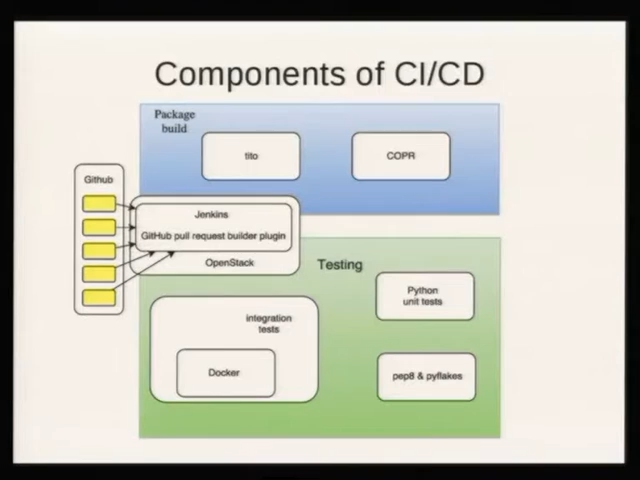 Components of CI/CD
Package
build
tito
COPR
Github
Jenkins
GitHub pull request builder plugin
OpenStack
Testing
Python
unit tests
integration
tests
Docker
pep8 & pyflakes